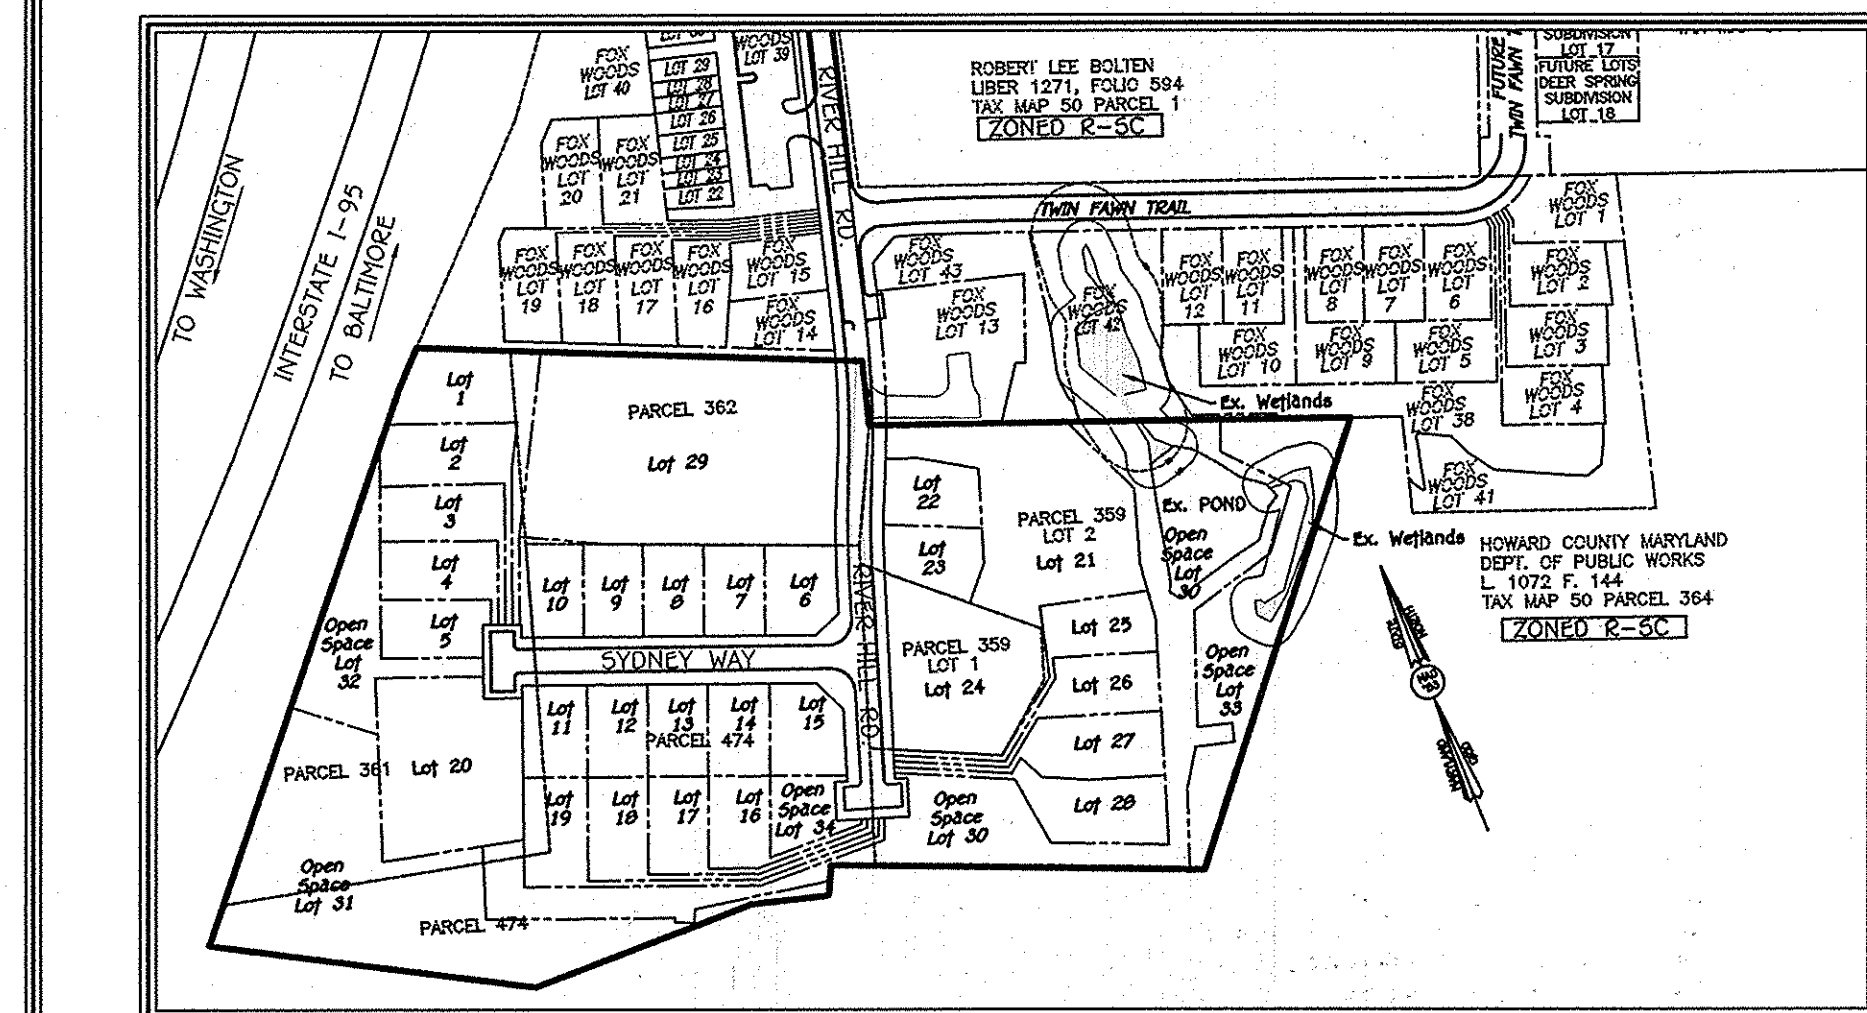 FOX
WOODS
LOT 40
LOT 29
LOT 28
LOT 27
LOT 26
LOT 25
LOT 24
LOT 23
LOT 22
WOODS
LOT 39
RIVER HILL RD.
ROBERT LEE BOLTEN
LIBER 1271, FOLIO 594
TAX MAP 50 PARCEL 1
ZONED R-SC
FUTURE
TWIN FAWN
SUBDIVISION
LOT 17
FUTURE LOTS
DEER SPRING
SUBDIVISION
LOT 18
TO WASHINGTON
INTERSTATE I-95
TO BALTIMORE
FOX
WOODS
LOT
20
FOX
WOODS
LOT
21
TWIN FAWN TRAIL
FOX
WOODS
LOT 1
FOX
WOODS
LOT
19
FOX
WOODS
LOT
18
FOX
WOODS
LOT
17
FOX
WOODS
LOT
16
FOX
WOODS
LOT 15
FOX
WOODS
LOT 14
FOX
WOODS
LOT 43
FOX
WOODS
LOT 13
FOX
WOODS
LOT 42
FOX
WOODS
LOT
12
FOX
WOODS
LOT
11
FOX
WOODS
LOT
8
FOX
WOODS
LOT
7
FOX
WOODS
LOT
6
FOX
WOODS
LOT 2
FOX
WOODS
LOT 3
FOX
WOODS
LOT 10
FOX
WOODS
LOT 9
FOX
WOODS
LOT 5
FOX
WOODS
LOT 4
FOX
WOODS
LOT 38
FOX
WOODS
LOT 41
Ex. Wetlands
Lot
1
Lot
2
Lot
3
Lot
4
Lot
5
PARCEL 362
Lot 29
Lot
10
Lot
9
Lot
8
Lot
7
Lot
6
RIVER HILL RD.
Lot
22
Lot
23
PARCEL 359
LOT 2
Lot 21
Ex. POND
Open
Space
Lot
30
Ex. Wetlands
HOWARD COUNTY MARYLAND
DEPT. OF PUBLIC WORKS
L. 1072 F. 144
TAX MAP 50 PARCEL 364
ZONED R-SC
Open
Space
Lot
32
SYDNEY WAY
PARCEL 359
LOT 1
Lot 24
Lot 25
Lot 26
Lot 27
Lot 28
Open
Space
Lot
33
NORTH
NAD
'83
MARYLAND
PARCEL 361
Lot 20
Lot
11
Lot
12
Lot
13
Lot
14
Lot
15
PARCEL 474
Lot
19
Lot
18
Lot
17
Lot
16
Open
Space
Lot 34
Open
Space
Lot 30
Open
Space
Lot 31
PARCEL 474